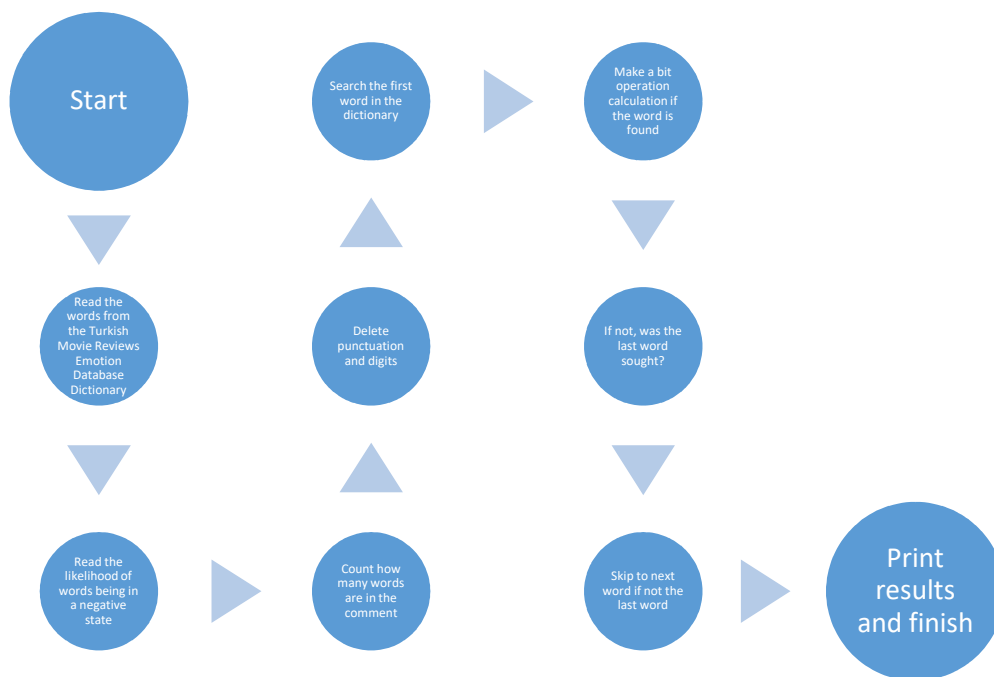 Start
Read the
words from
the Turkish
Movie Reviews
Emotion
Database
Dictionary
Read the
likelihood of
words being in
a negative
state
Count how
many words
are in the
comment
Delete
punctuation
and digits
Search the first
word in the
dictionary
Make a bit
operation
calculation if
the word is
found
If not, was the
last word
sought?
Skip to next
word if not the
last word
Print
results
and finish